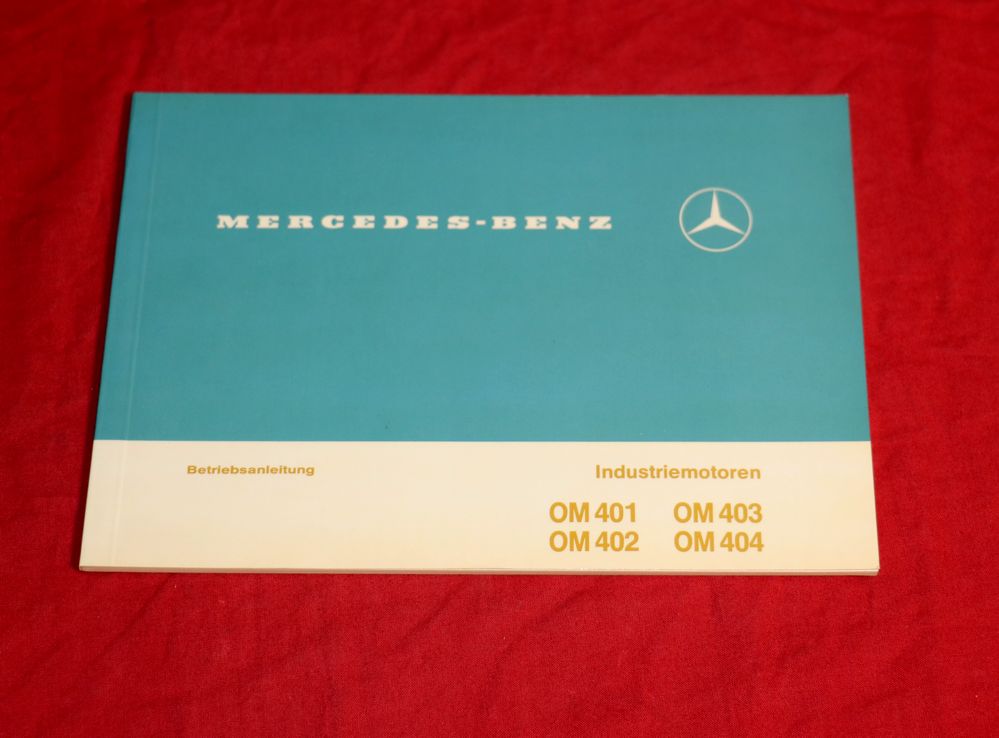 MERCEDES-BENZ
Betriebsanleitung
Industriemotoren
OM 401 OM 403
OM 402 OM 404